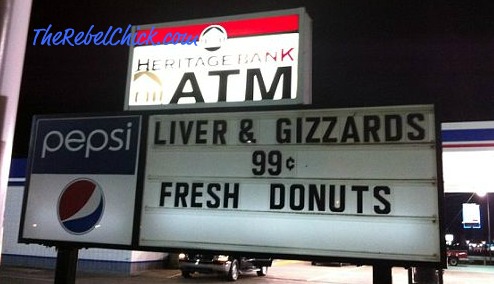 TheRebelChick.com
HERITAGE BANK
ATM
pepsi
LIVER & GIZZARDS
99¢
FRESH DONUTS